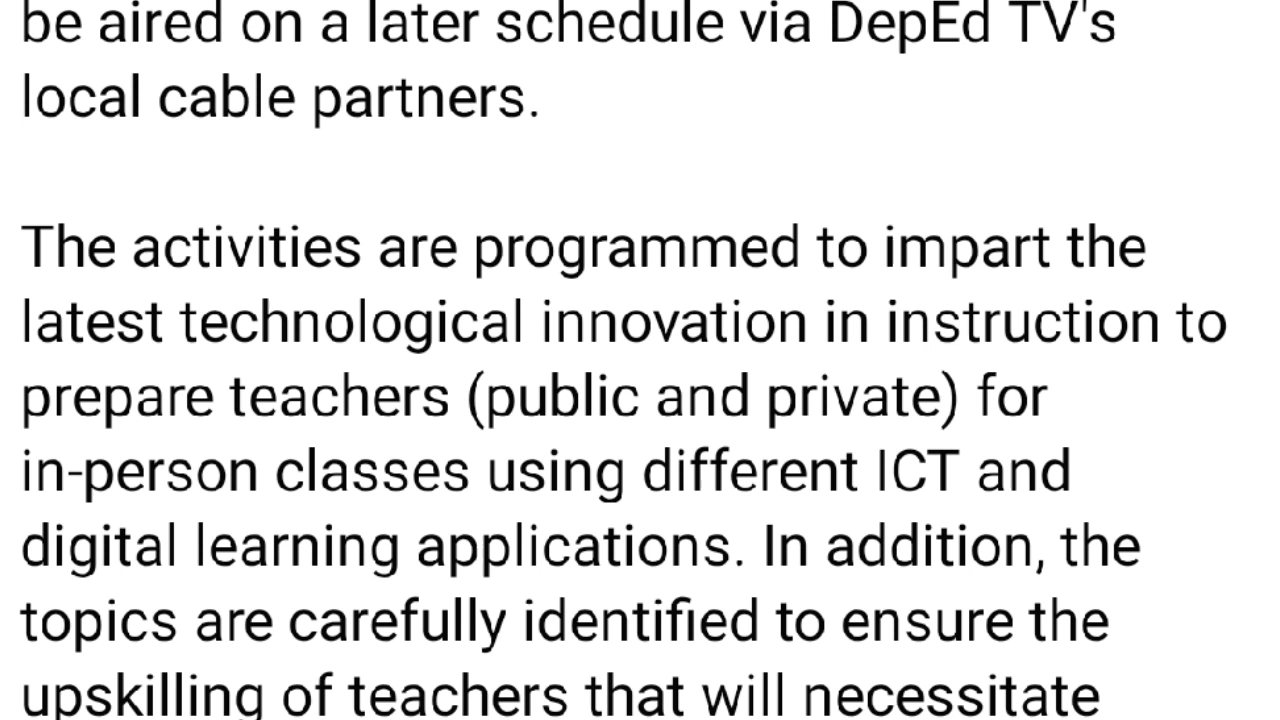 be aired on a later schedule via DepEd TV's
local cable partners.
The activities are programmed to impart the
latest technological innovation in instruction to
prepare teachers (public and private) for
in-person classes using different ICT and
digital learning applications. In addition, the
topics are carefully identified to ensure the
upskilling of teachers that will necessitate